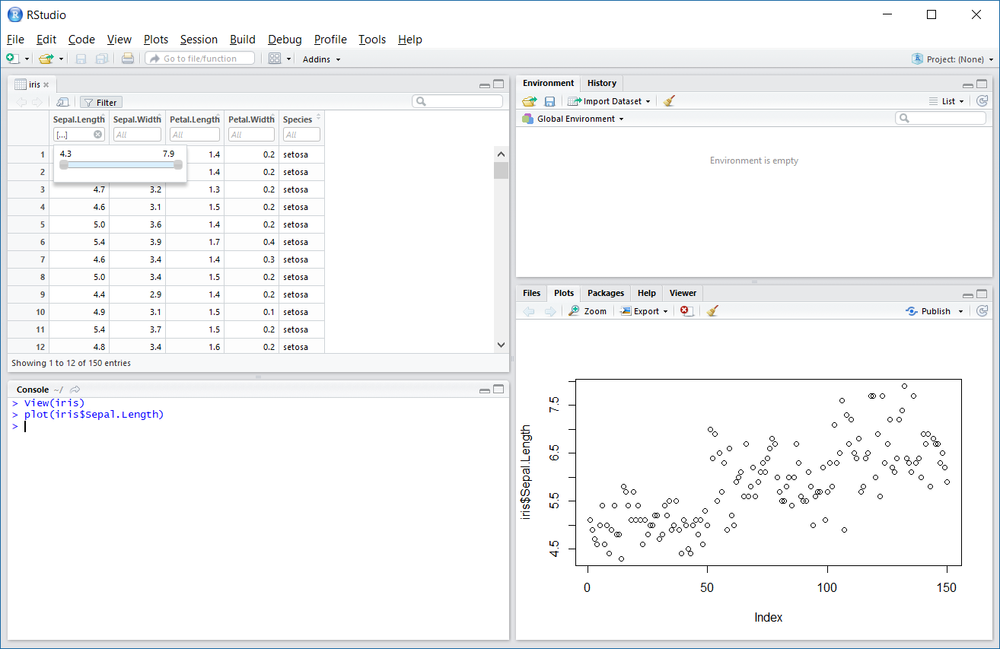 RStudio
File Edit Code View Plots Session Build Debug Profile Tools Help
Go to file/function Addins Project: (None)
iris
Filter
Sepal.Length Sepal.Width Petal.Length Petal.Width Species
[...] All All All All
4.3 7.9
1 1.4 0.2 setosa
2 1.4 0.2 setosa
3 4.7 3.2 1.3 0.2 setosa
4 4.6 3.1 1.5 0.2 setosa
5 5.0 3.6 1.4 0.2 setosa
6 5.4 3.9 1.7 0.4 setosa
7 4.6 3.4 1.4 0.3 setosa
8 5.0 3.4 1.5 0.2 setosa
9 4.4 2.9 1.4 0.2 setosa
10 4.9 3.1 1.5 0.1 setosa
11 5.4 3.7 1.5 0.2 setosa
12 4.8 3.4 1.6 0.2 setosa
Showing 1 to 12 of 150 entries
Console ~/
> View(iris)
> plot(iris$Sepal.Length)
>
Environment History
Import Dataset List
Global Environment
Environment is empty
Files Plots Packages Help Viewer
Zoom Export Publish
iris$Sepal.Length
7.5
6.5
5.5
4.5
0 50 100 150
Index